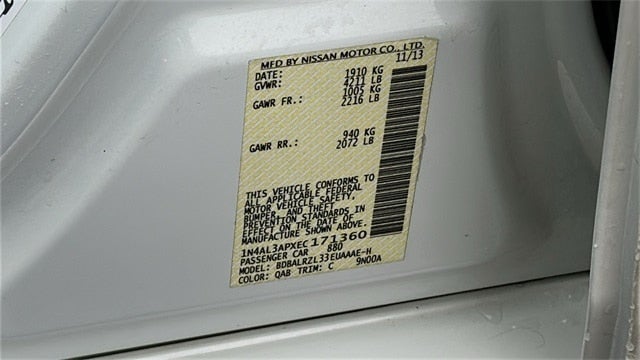 MFD BY NISSAN MOTOR CO., LTD.
DATE: 11/13
GVWR: 1910 KG
4211 LB
GAWR FR.: 1005 KG
2216 LB
GAWR RR.: 940 KG
2072 LB
THIS VEHICLE CONFORMS TO
ALL APPLICABLE FEDERAL
MOTOR VEHICLE SAFETY,
BUMPER, AND THEFT
PREVENTION STANDARDS IN
EFFECT ON THE DATE OF
MANUFACTURE SHOWN ABOVE.
1N4AL3APXEC171360
PASSENGER CAR 880
MODEL: BDBALRZL33EUAAAE-H
COLOR: QAB TRIM: C 9N00A